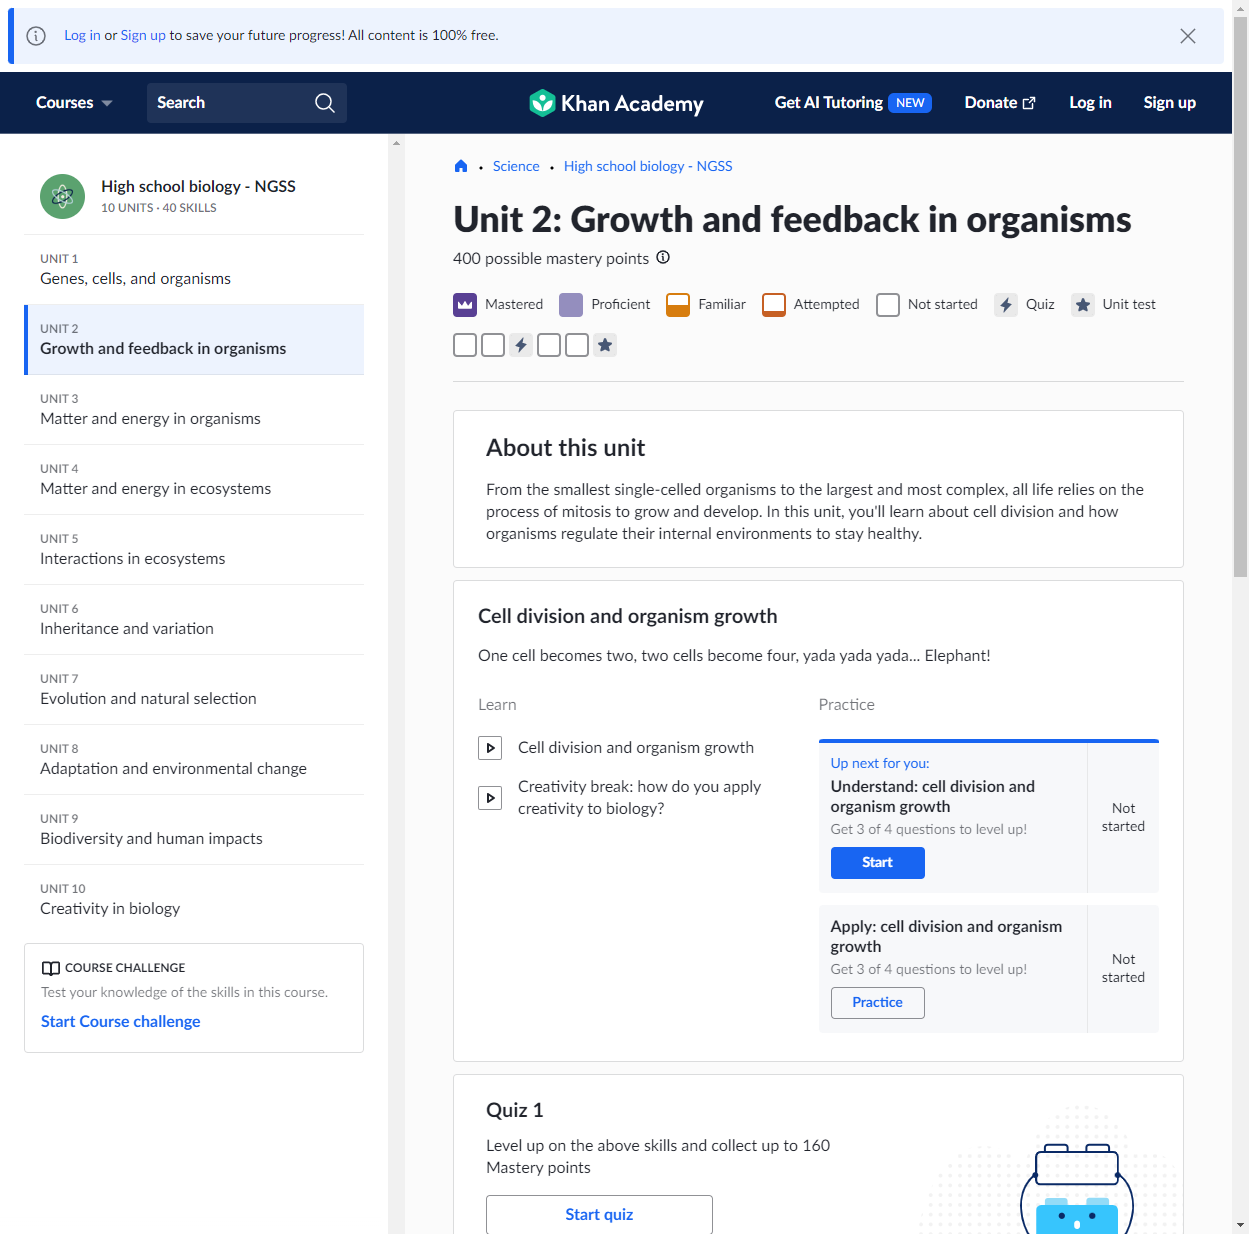 Log in or Sign up to save your future progress! All content is 100% free.
Courses
Search
Khan Academy
Get AI Tutoring NEW
Donate
Log in
Sign up
High school biology - NGSS
10 UNITS · 40 SKILLS
UNIT 1
Genes, cells, and organisms
UNIT 2
Growth and feedback in organisms
UNIT 3
Matter and energy in organisms
UNIT 4
Matter and energy in ecosystems
UNIT 5
Interactions in ecosystems
UNIT 6
Inheritance and variation
UNIT 7
Evolution and natural selection
UNIT 8
Adaptation and environmental change
UNIT 9
Biodiversity and human impacts
UNIT 10
Creativity in biology
COURSE CHALLENGE
Test your knowledge of the skills in this course.
Start Course challenge
• Science • High school biology - NGSS
Unit 2: Growth and feedback in organisms
400 possible mastery points
Mastered Proficient Familiar Attempted Not started Quiz Unit test
About this unit
From the smallest single-celled organisms to the largest and most complex, all life relies on the
process of mitosis to grow and develop. In this unit, you'll learn about cell division and how
organisms regulate their internal environments to stay healthy.
Cell division and organism growth
One cell becomes two, two cells become four, yada yada yada... Elephant!
Learn
Cell division and organism growth
Creativity break: how do you apply
creativity to biology?
Practice
Up next for you:
Understand: cell division and
organism growth
Get 3 of 4 questions to level up!
Start
Not
started
Apply: cell division and organism
growth
Get 3 of 4 questions to level up!
Practice
Not
started
Quiz 1
Level up on the above skills and collect up to 160
Mastery points
Start quiz